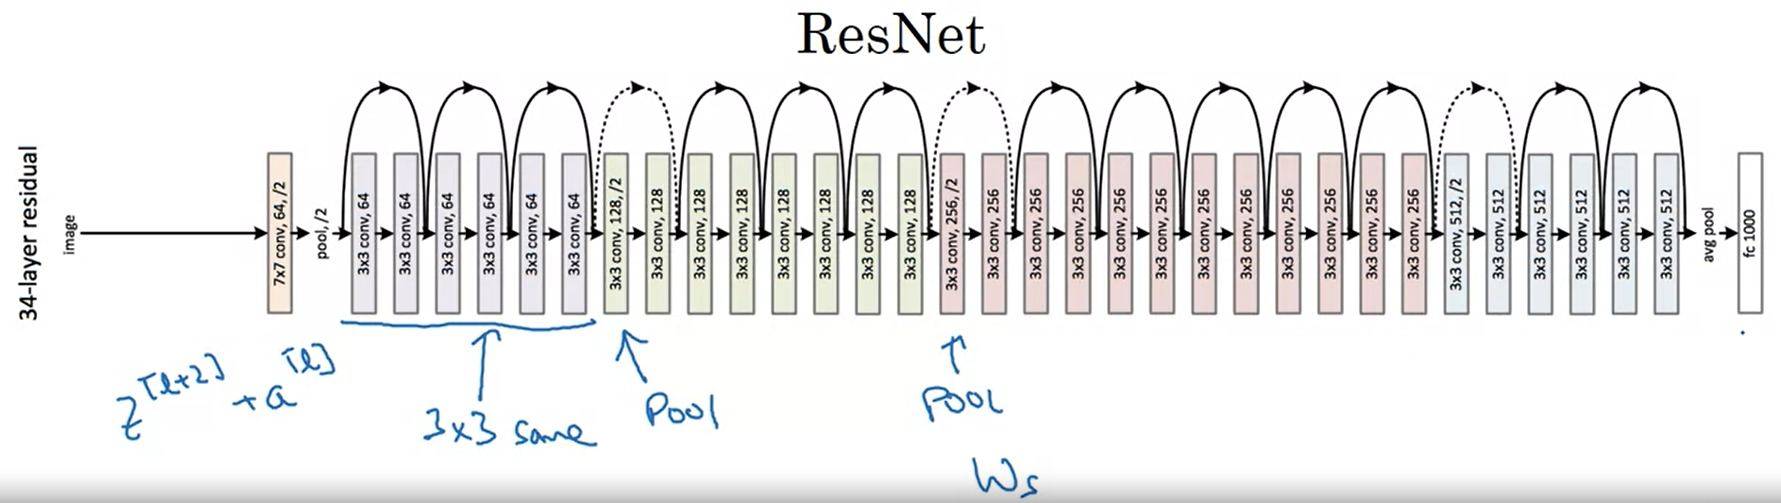 ResNet
34-layer residual
image
7x7 conv, 64, /2
pool, /2
3x3 conv, 64
3x3 conv, 64
3x3 conv, 64
3x3 conv, 64
3x3 conv, 64
3x3 conv, 64
3x3 conv, 128, /2
3x3 conv, 128
3x3 conv, 128
3x3 conv, 128
3x3 conv, 128
3x3 conv, 128
3x3 conv, 128
3x3 conv, 128
3x3 conv, 256, /2
3x3 conv, 256
3x3 conv, 256
3x3 conv, 256
3x3 conv, 256
3x3 conv, 256
3x3 conv, 256
3x3 conv, 256
3x3 conv, 256
3x3 conv, 256
3x3 conv, 256
3x3 conv, 256
3x3 conv, 512, /2
3x3 conv, 512
3x3 conv, 512
3x3 conv, 512
3x3 conv, 512
3x3 conv, 512
avg pool
fc 1000
z[l+2] + a[l]
3x3 same
Pool
Pool
Ws